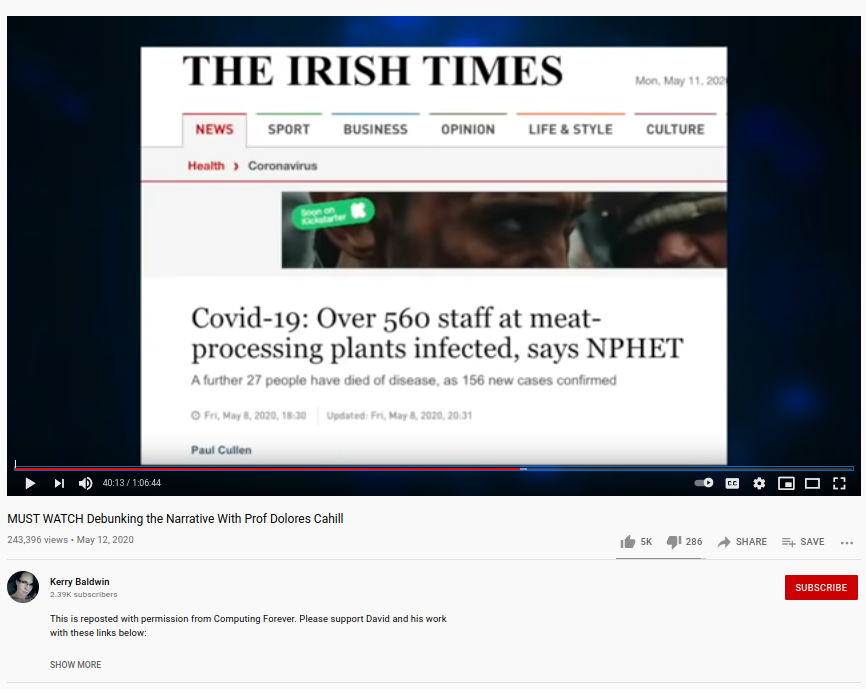 THE IRISH TIMES
Mon, May 11, 202
NEWS SPORT BUSINESS OPINION LIFE & STYLE CULTURE
Health › Coronavirus
Soon on
Kickstarter
Covid-19: Over 560 staff at meat-
processing plants infected, says NPHET
A further 27 people have died of disease, as 156 new cases confirmed
Fri, May 8, 2020, 18:30 Updated: Fri, May 8, 2020, 20:31
Paul Cullen
40:13 / 1:06:44 CC
MUST WATCH Debunking the Narrative With Prof Dolores Cahill
243,396 views • May 12, 2020
5K 286 SHARE SAVE
Kerry Baldwin
2.39K subscribers
SUBSCRIBE
This is reposted with permission from Computing Forever. Please support David and his work
with these links below:
SHOW MORE